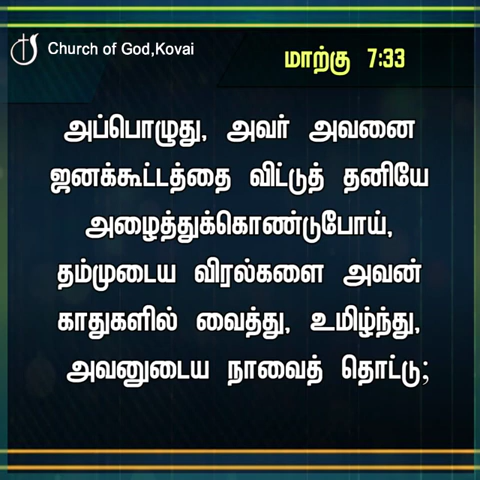 Church of God,Kovai
மாற்கு 7:33
அப்பொழுது, அவர் அவனை
ஜனக்கூட்டத்தை விட்டுத் தனியே
அழைத்துக்கொண்டுபோய்,
தம்முடைய விரல்களை அவன்
காதுகளில் வைத்து, உமிழ்ந்து,
அவனுடைய நாவைத் தொட்டு;